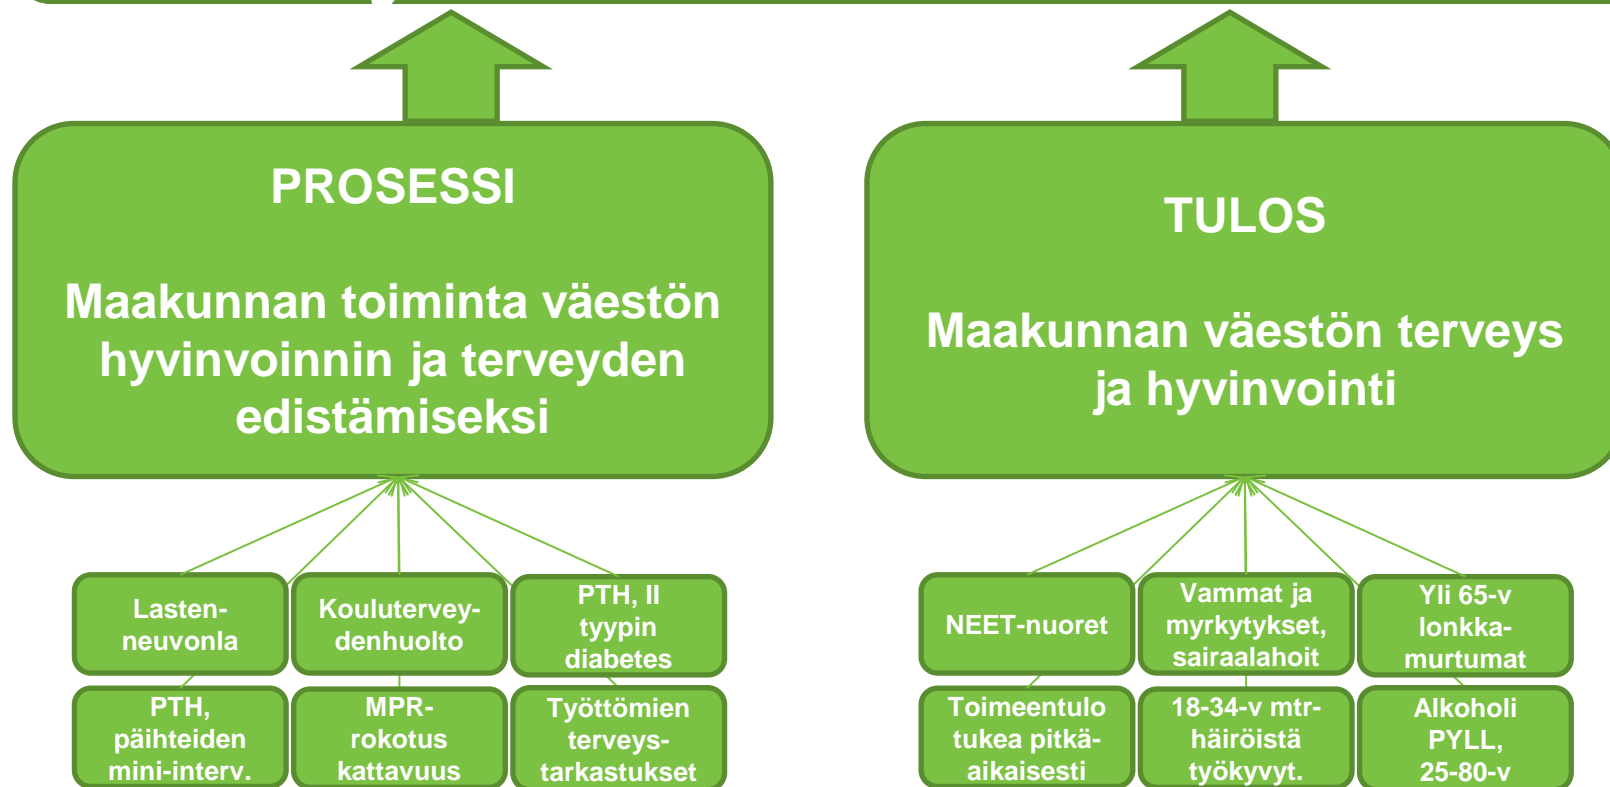 PROSESSI
Maakunnan toiminta väestön
hyvinvoinnin ja terveyden
edistämiseksi
TULOS
Maakunnan väestön terveys
ja hyvinvointi
Lasten-
neuvonla
Koulutervey-
denhuolto
PTH, II
tyypin
diabetes
PTH,
päihteiden
mini-interv.
MPR-
rokotus
kattavuus
Työttömien
terveys-
tarkastukset
NEET-nuoret
Vammat ja
myrkytykset,
sairaalahoit
Yli 65-v
lonkka-
murtumat
Toimeentulo
tukea pitkä-
aikaisesti
18-34-v mtr-
häiröistä
työkyvyt.
Alkoholi
PYLL,
25-80-v